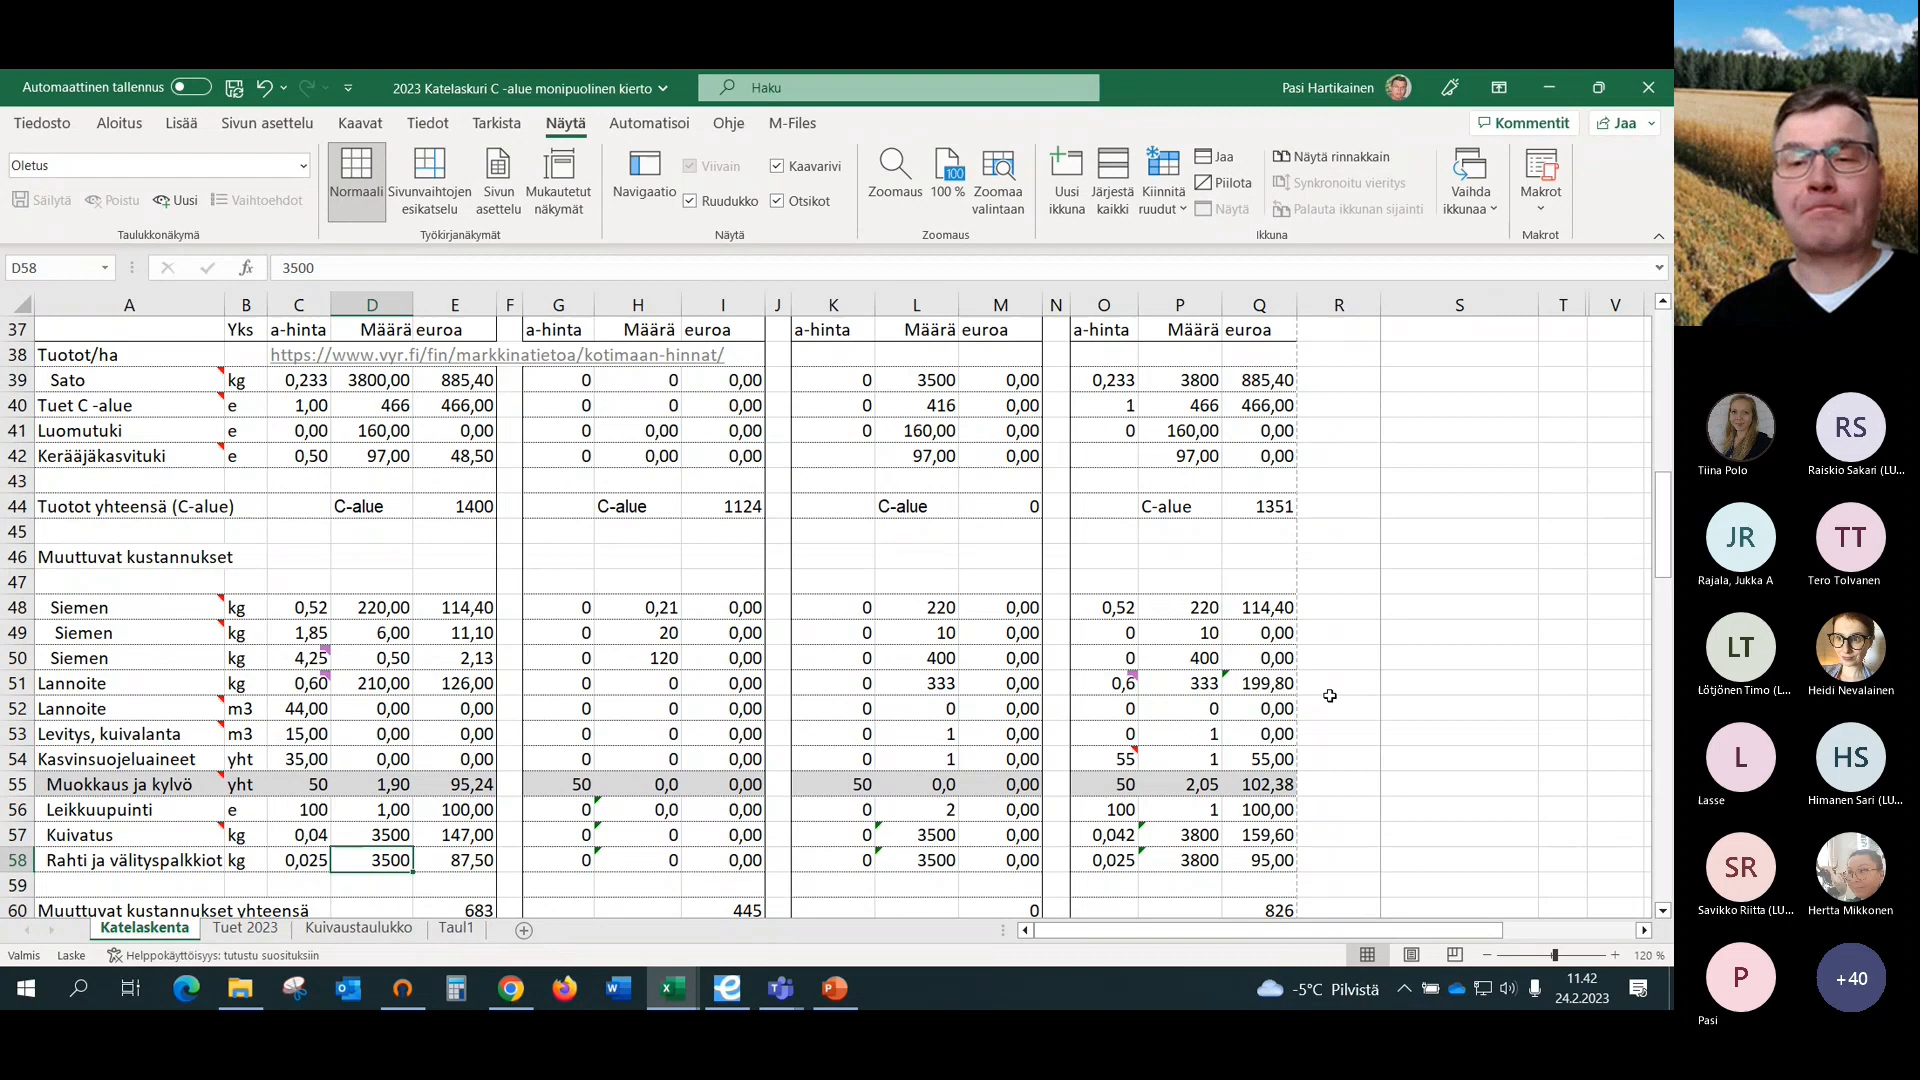 Automaattinen tallennus 2023 Katelaskuri C -alue monipuolinen kierto Haku Pasi Hartikainen
Tiedosto Aloitus Lisää Sivun asettelu Kaavat Tiedot Tarkista Näytä Automatisoi Ohje M-Files Kommentit Jaa
Oletus
Säilytä Poistu Uusi Vaihtoehdot
Taulukkonäkymä
Normaali Sivunvaihtojen esikatselu Sivun asettelu Mukautetut näkymät
Työkirjanäkymät
Navigaatio Viivain Kaavarivi
Ruudukko Otsikot
Näytä
Zoomaus 100 % Zoomaa valintaan
100
Zoomaus
Uusi ikkuna Järjestä kaikki Kiinnitä ruudut Jaa Piilota Näytä
Näytä rinnakkain
Synkronoitu vieritys
Palauta ikkunan sijainti
Vaihda ikkunaa
Ikkuna
Makrot
Makrot
D58 fx 3500
A B C D E F G H I J K L M N O P Q R S T V
37 Yks a-hinta Määrä euroa a-hinta Määrä euroa a-hinta Määrä euroa a-hinta Määrä euroa
38 Tuotot/ha https://www.vyr.fi/fin/markkinatietoa/kotimaan-hinnat/
39 Sato kg 0,233 3800,00 885,40 0 0 0,00 0 3500 0,00 0,233 3800 885,40
40 Tuet C -alue e 1,00 466 466,00 0 0 0,00 0 416 0,00 1 466 466,00
41 Luomutuki e 0,00 160,00 0,00 0 0,00 0,00 0 160,00 0,00 0 160,00 0,00
42 Kerääjäkasvituki e 0,50 97,00 48,50 0 0,00 0,00 97,00 0,00 97,00 0,00
43
44 Tuotot yhteensä (C-alue) C-alue 1400 C-alue 1124 C-alue 0 C-alue 1351
45
46 Muuttuvat kustannukset
47
48 Siemen kg 0,52 220,00 114,40 0 0,21 0,00 0 220 0,00 0,52 220 114,40
49 Siemen kg 1,85 6,00 11,10 0 20 0,00 0 10 0,00 0 10 0,00
50 Siemen kg 4,25 0,50 2,13 0 120 0,00 0 400 0,00 0 400 0,00
51 Lannoite kg 0,60 210,00 126,00 0 0 0,00 0 333 0,00 0,6 333 199,80
52 Lannoite m3 44,00 0,00 0,00 0 0 0,00 0 0 0,00 0 0 0,00
53 Levitys, kuivalanta m3 15,00 0,00 0,00 0 0 0,00 0 1 0,00 0 1 0,00
54 Kasvinsuojeluaineet yht 35,00 0,00 0,00 0 0 0,00 0 1 0,00 55 1 55,00
55 Muokkaus ja kylvö yht 50 1,90 95,24 50 0,0 0,00 50 0,0 0,00 50 2,05 102,38
56 Leikkuupuinti e 100 1,00 100,00 0 0,0 0,00 0 2 0,00 100 1 100,00
57 Kuivatus kg 0,04 3500 147,00 0 0 0,00 0 3500 0,00 0,042 3800 159,60
58 Rahti ja välityspalkkiot kg 0,025 3500 87,50 0 0 0,00 0 3500 0,00 0,025 3800 95,00
59
60 Muuttuvat kustannukset yhteensä 683 445 0 826
Katelaskenta Tuet 2023 Kuivaustaulukko Taul1
Valmis Laske Helppokäyttöisyys: tutustu suosituksiin 120 %
-5°C Pilvistä 11.42
24.2.2023
RS
Tiina Polo Raiskio Sakari (LU...
JR TT
Rajala, Jukka A Tero Tolvanen
LT
Lötjönen Timo (L... Heidi Nevalainen
L HS
Lasse Himanen Sari (LU...
SR
Savikko Riitta (LU... Hertta Mikkonen
P +40
Pasi